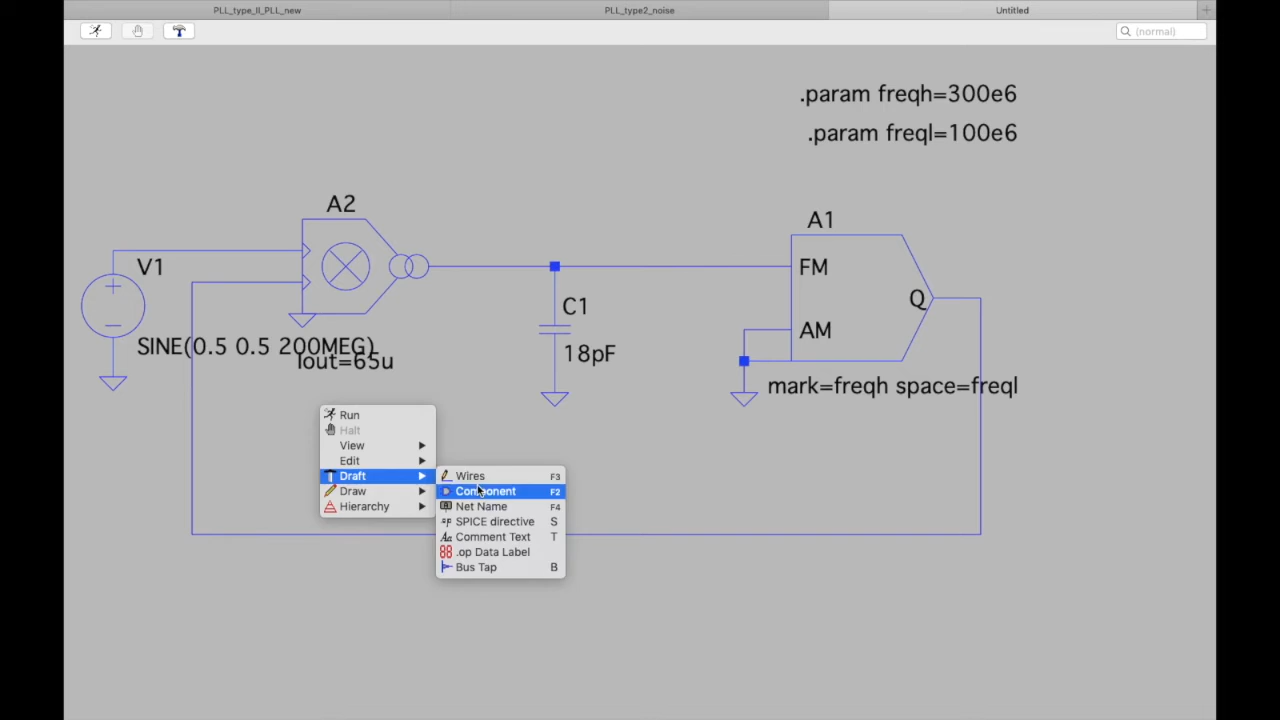 PLL_type_II_PLL_new
PLL_type2_noise
Untitled
(normal)
.param freqh=300e6
.param freql=100e6
A2
A1
V1
FM
C1
Q
AM
SINE(0.5 0.5 200MEG)
Iout=65u
18pF
mark=freqh space=freql
Run
Halt
View
Edit
Draft
Draw
Hierarchy
Wires F3
Component F2
Net Name F4
SPICE directive S
Comment Text T
.op Data Label
Bus Tap B